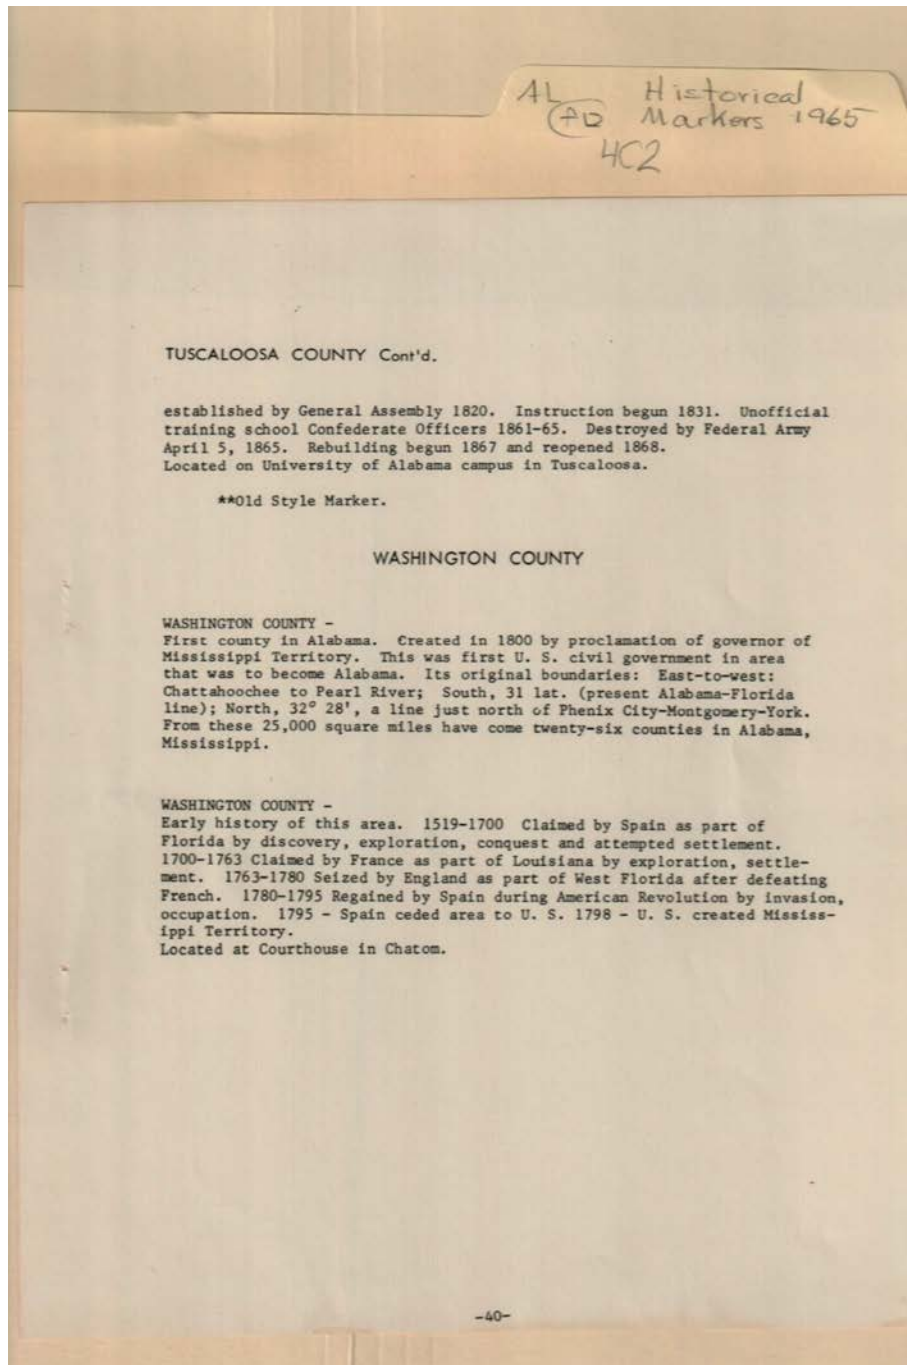 AL Historical
AD Markers 1965
4C2
TUSCALOOSA COUNTY Cont'd.
established by General Assembly 1820. Instruction begun 1831. Unofficial
training school Confederate Officers 1861-65. Destroyed by Federal Army
April 5, 1865. Rebuilding begun 1867 and reopened 1868.
Located on University of Alabama campus in Tuscaloosa.
**Old Style Marker.
WASHINGTON COUNTY
WASHINGTON COUNTY -
First county in Alabama. Created in 1800 by proclamation of governor of
Mississippi Territory. This was first U. S. civil government in area
that was to become Alabama. Its original boundaries: East-to-west:
Chattahoochee to Pearl River; South, 31 lat. (present Alabama-Florida
line); North, 32° 28', a line just north of Phenix City-Montgomery-York.
From these 25,000 square miles have come twenty-six counties in Alabama,
Mississippi.
WASHINGTON COUNTY -
Early history of this area. 1519-1700 Claimed by Spain as part of
Florida by discovery, exploration, conquest and attempted settlement.
1700-1763 Claimed by France as part of Louisiana by exploration, settle-
ment. 1763-1780 Seized by England as part of West Florida after defeating
French. 1780-1795 Regained by Spain during American Revolution by invasion,
occupation. 1795 - Spain ceded area to U. S. 1798 - U. S. created Mississ-
ippi Territory.
Located at Courthouse in Chatom.
-40-